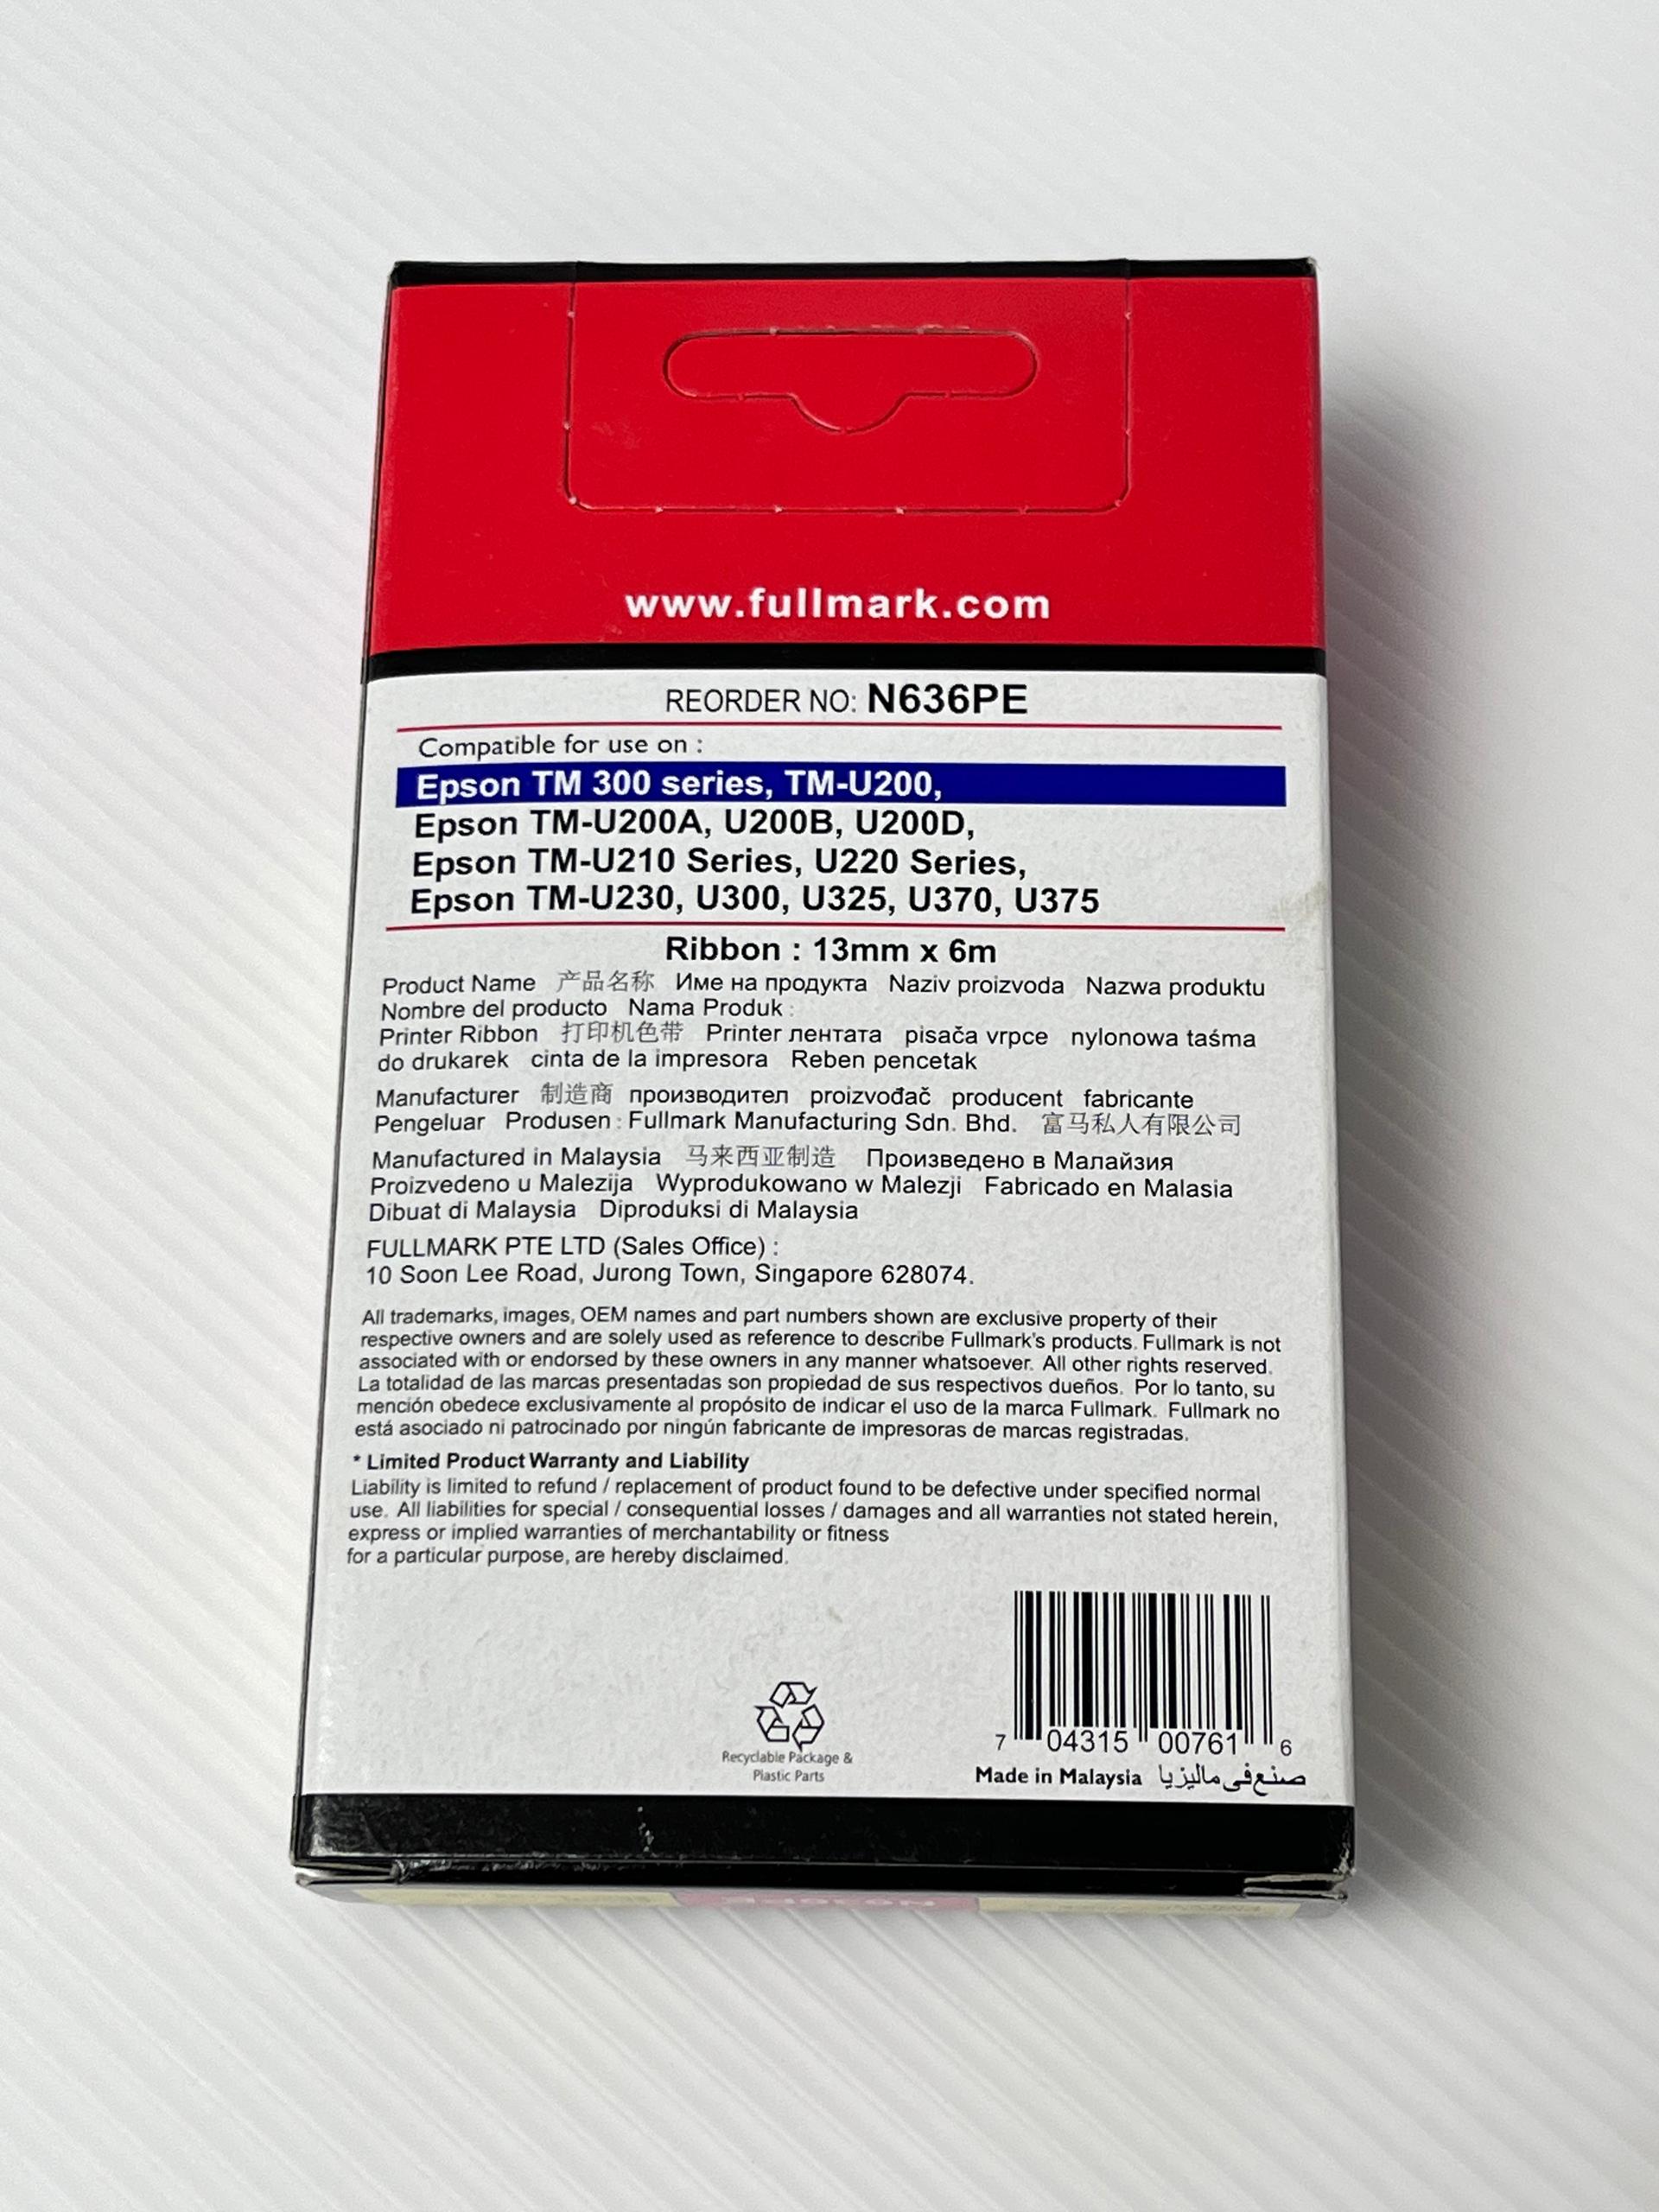 www.fullmark.com
REORDER NO: N636PE
Compatible for use on :
Epson TM 300 series, TM-U200,
Epson TM-U200A, U200B, U200D,
Epson TM-U210 Series, U220 Series,
Epson TM-U230, U300, U325, U370, U375
Ribbon : 13mm x 6m
Product Name 产品名称 Име на продукта Naziv proizvoda Nazwa produktu
Nombre del producto Nama Produk :
Printer Ribbon 打印机色带 Printer лентата pisača vrpce nylonowa taśma
do drukarek cinta de la impresora Reben pencetak
Manufacturer 制造商 производител proizvođač producent fabricante
Pengeluar Produsen : Fullmark Manufacturing Sdn. Bhd. 富马私人有限公司
Manufactured in Malaysia 马来西亚制造 Произведено в Малайзия
Proizvedeno u Malezija Wyprodukowano w Malezji Fabricado en Malasia
Dibuat di Malaysia Diproduksi di Malaysia
FULLMARK PTE LTD (Sales Office) :
10 Soon Lee Road, Jurong Town, Singapore 628074.
All trademarks, images, OEM names and part numbers shown are exclusive property of their
respective owners and are solely used as reference to describe Fullmark's products. Fullmark is not
associated with or endorsed by these owners in any manner whatsoever. All other rights reserved.
La totalidad de las marcas presentadas son propiedad de sus respectivos dueños. Por lo tanto, su
mención obedece exclusivamente al propósito de indicar el uso de la marca Fullmark. Fullmark no
está asociado ni patrocinado por ningún fabricante de impresoras de marcas registradas.
* Limited Product Warranty and Liability
Liability is limited to refund / replacement of product found to be defective under specified normal
use. All liabilities for special / consequential losses / damages and all warranties not stated herein,
express or implied warranties of merchantability or fitness
for a particular purpose, are hereby disclaimed.
Recyclable Package &
Plastic Parts
7 04315 00761 6
Made in Malaysia صنع في ماليزيا